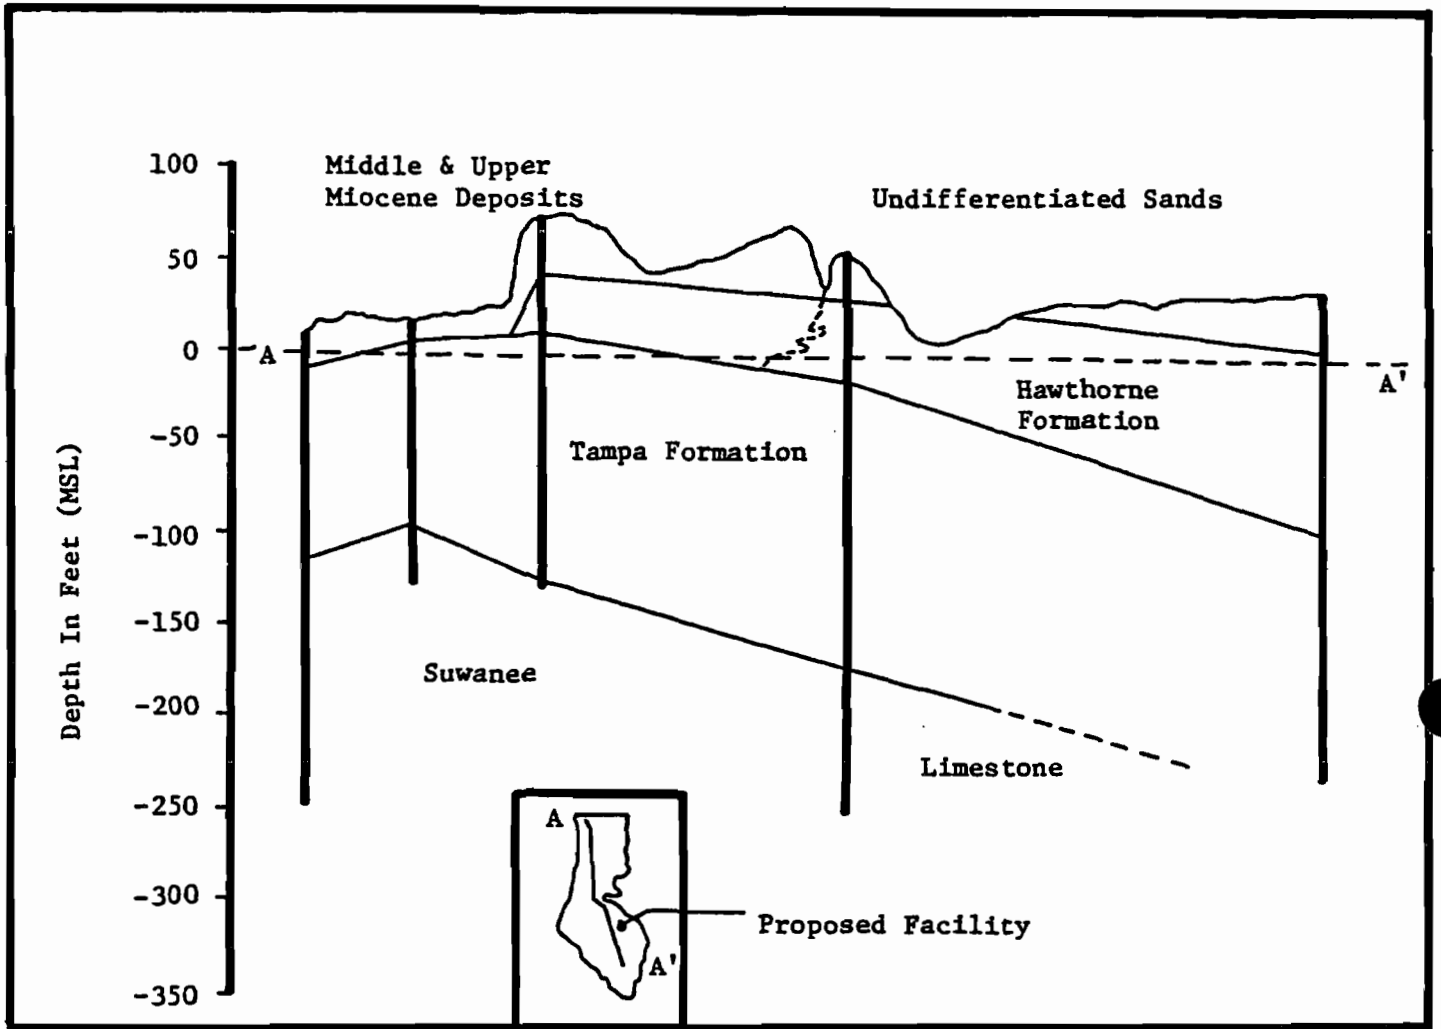 Middle & Upper
Miocene Deposits
Undifferentiated Sands
100
50
0
-50
-100
-150
-200
-250
-300
-350
Depth In Feet (MSL)
A
A'
Hawthorne
Formation
Tampa Formation
Suwanee
Limestone
A
A'
Proposed Facility